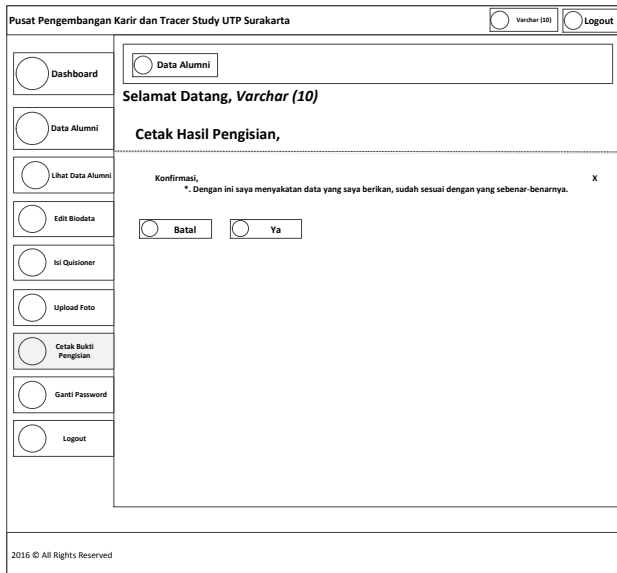 Pusat Pengembangan Karir dan Tracer Study UTP Surakarta
Varchar (10)
Logout
Dashboard
Data Alumni
Lihat Data Alumni
Edit Biodata
Isi Quisioner
Upload Foto
Cetak Bukti
Pengisian
Ganti Password
Logout
Data Alumni
Selamat Datang, Varchar (10)
Cetak Hasil Pengisian,
Konfirmasi,
X
*. Dengan ini saya menyakatan data yang saya berikan, sudah sesuai dengan yang sebenar-benarnya.
Batal
Ya
2016 © All Rights Reserved